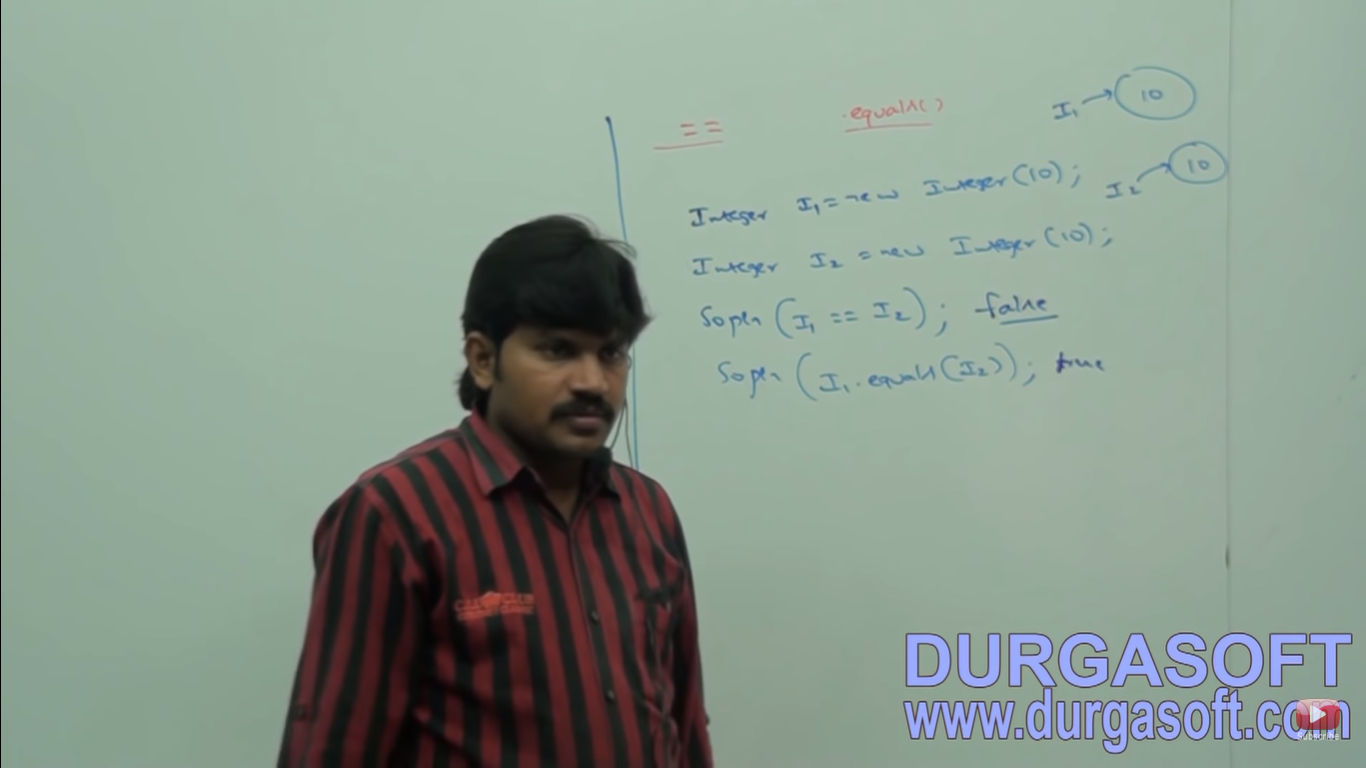 == .equals()
I1 → 10
Integer I1 = new Integer(10); I2 → 10
Integer I2 = new Integer(10);
Sopln (I1 == I2); false
Sopln (I1.equals(I2)); true
DURGASOFT
www.durgasoft.com
Subscribe